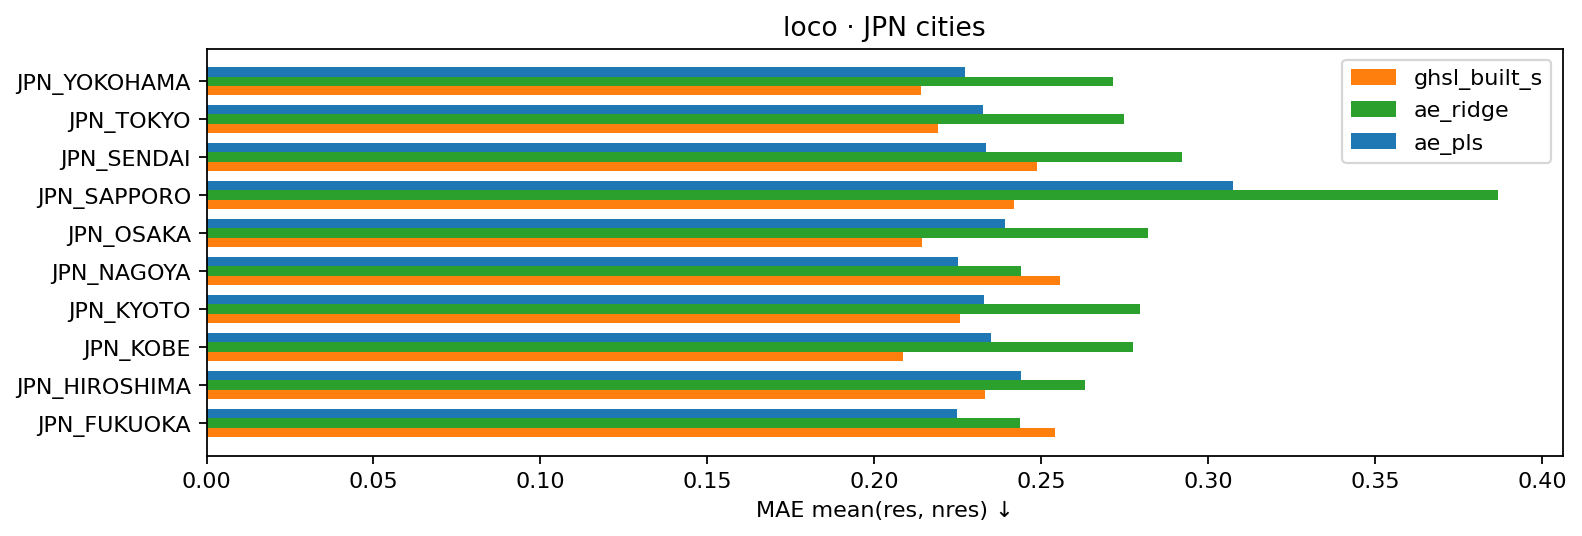 loco · JPN cities
ghsl_built_s
ae_ridge
ae_pls
JPN_YOKOHAMA
JPN_TOKYO
JPN_SENDAI
JPN_SAPPORO
JPN_OSAKA
JPN_NAGOYA
JPN_KYOTO
JPN_KOBE
JPN_HIROSHIMA
JPN_FUKUOKA
0.00 0.05 0.10 0.15 0.20 0.25 0.30 0.35 0.40
MAE mean(res, nres) ↓